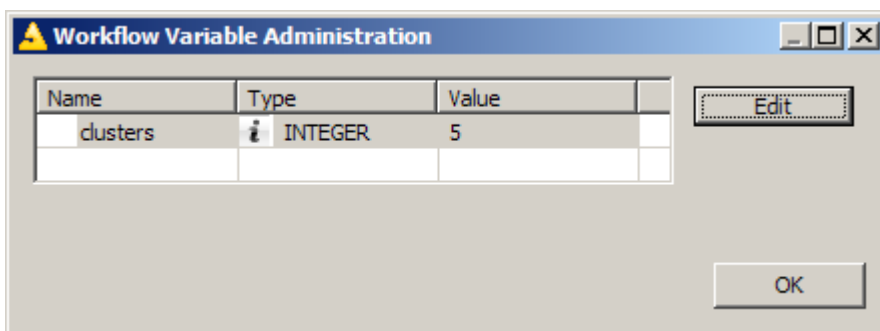 Workflow Variable Administration
Name Type Value
clusters i INTEGER 5
Edit
OK